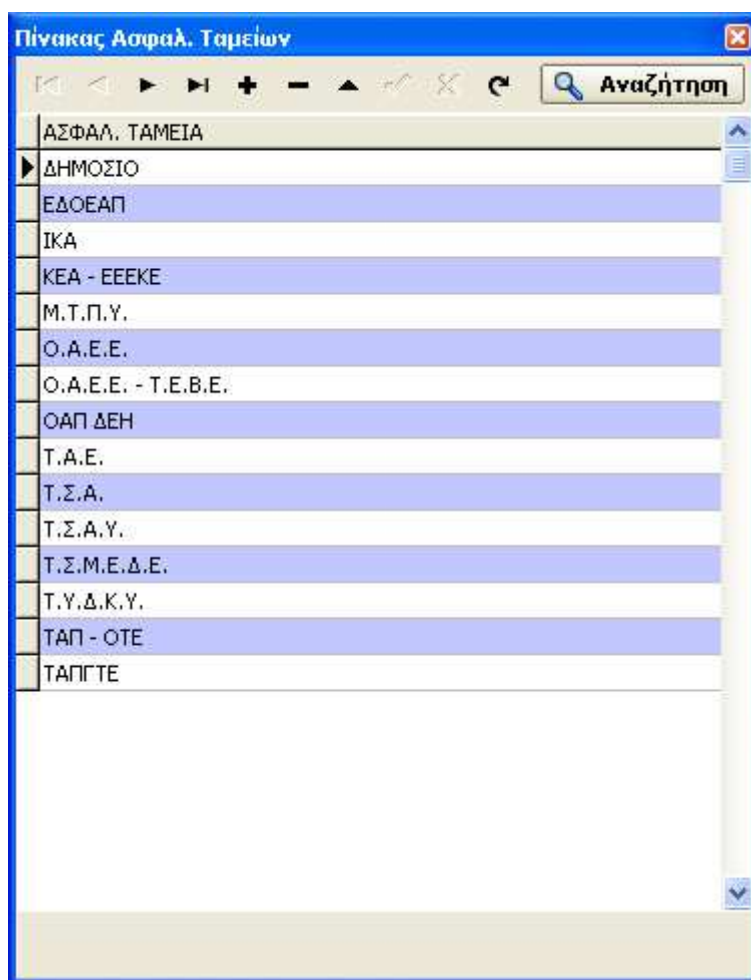 Πίνακας Ασφαλ. Ταμείων
Αναζήτηση
ΑΣΦΑΛ. ΤΑΜΕΙΑ
ΔΗΜΟΣΙΟ
ΕΔΟΕΑΠ
ΙΚΑ
ΚΕΑ - ΕΕΕΚΕ
Μ.Τ.Π.Υ.
Ο.Α.Ε.Ε.
Ο.Α.Ε.Ε. - Τ.Ε.Β.Ε.
ΟΑΠ ΔΕΗ
Τ.Α.Ε.
Τ.Σ.Α.
Τ.Σ.Α.Υ.
Τ.Σ.Μ.Ε.Δ.Ε.
Τ.Υ.Δ.Κ.Υ.
ΤΑΠ - ΟΤΕ
ΤΑΠΓΤΕ